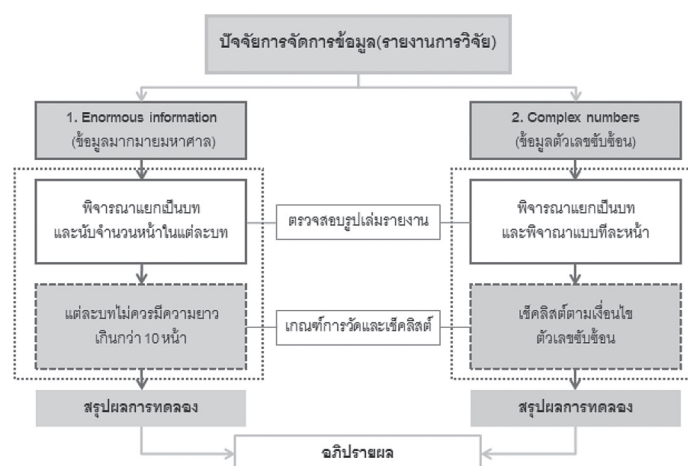 ปัจจัยการจัดการข้อมูล(รายงานการวิจัย)
1. Enormous information
(ข้อมูลมากมายมหาศาล)
2. Complex numbers
(ข้อมูลตัวเลขซับซ้อน)
พิจารณาแยกเป็นบท
และนับจำนวนหน้าในแต่ละบท
ตรวจสอบรูปเล่มรายงาน
พิจารณาแยกเป็นบท
และพิจาณาแบบทีละหน้า
แต่ละบทไม่ควรมีความยาว
เกินกว่า 10 หน้า
เกณฑ์การวัดและเช็คลิสต์
เช็คลิสต์ตามเงื่อนไข
ตัวเลขซับซ้อน
สรุปผลการทดลอง
สรุปผลการทดลอง
อภิปรายผล